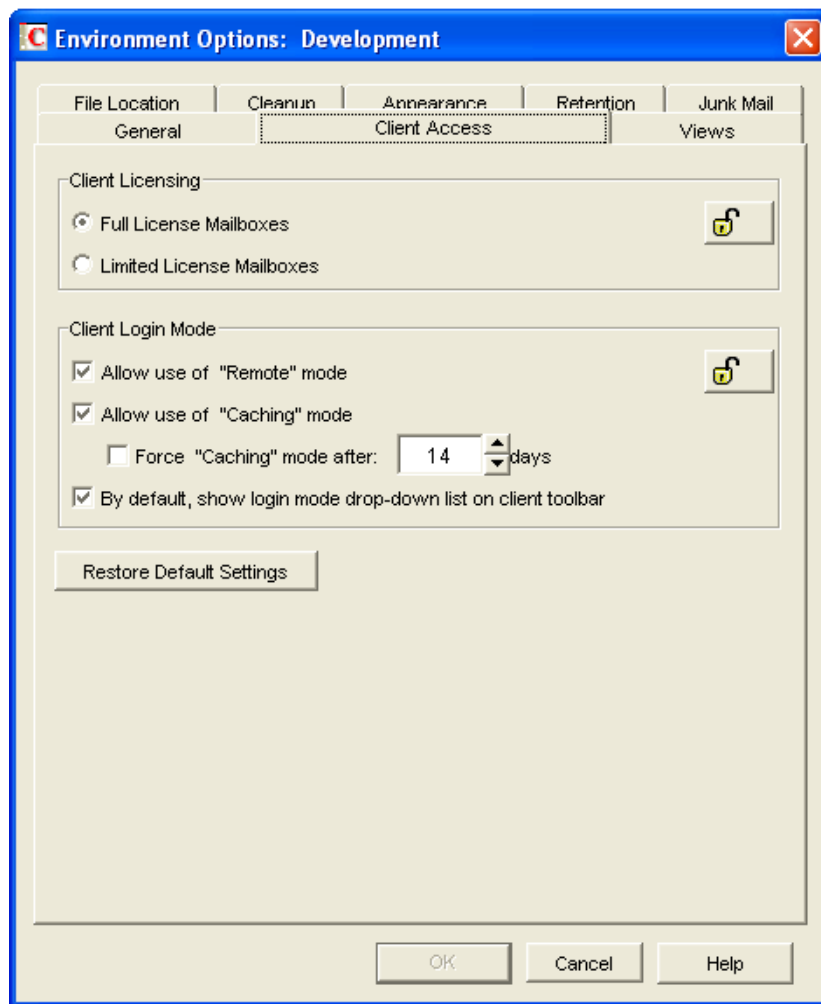 C Environment Options: Development
File Location Cleanup Appearance Retention Junk Mail
General Client Access Views
Client Licensing
Full License Mailboxes
Limited License Mailboxes
Client Login Mode
Allow use of "Remote" mode
Allow use of "Caching" mode
Force "Caching" mode after: 14 days
By default, show login mode drop-down list on client toolbar
Restore Default Settings
OK Cancel Help